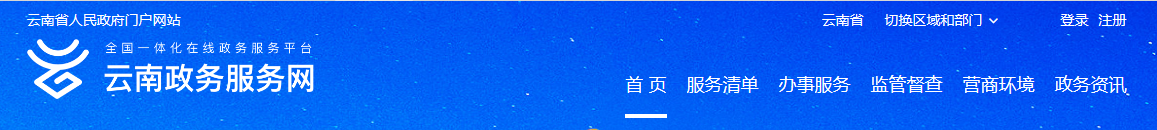 云南省人民政府门户网站 云南省 切换区域和部门 登录 注册
全国一体化在线政务服务平台
云南政务服务网
首页 服务清单 办事服务 监管督查 营商环境 政务资讯